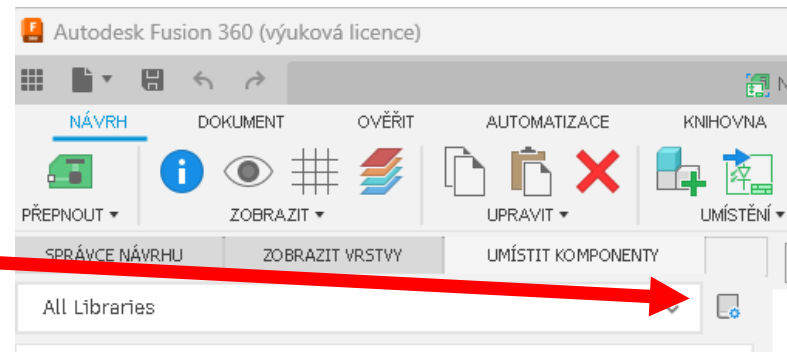 Autodesk Fusion 360 (výuková licence)
N
NÁVRH DOKUMENT OVĚŘIT AUTOMATIZACE KNIHOVNA
PŘEPNOUT ZOBRAZIT UPRAVIT UMÍSTĚNÍ
SPRÁVCE NÁVRHU ZOBRAZIT VRSTVY UMÍSTIT KOMPONENTY
All Libraries